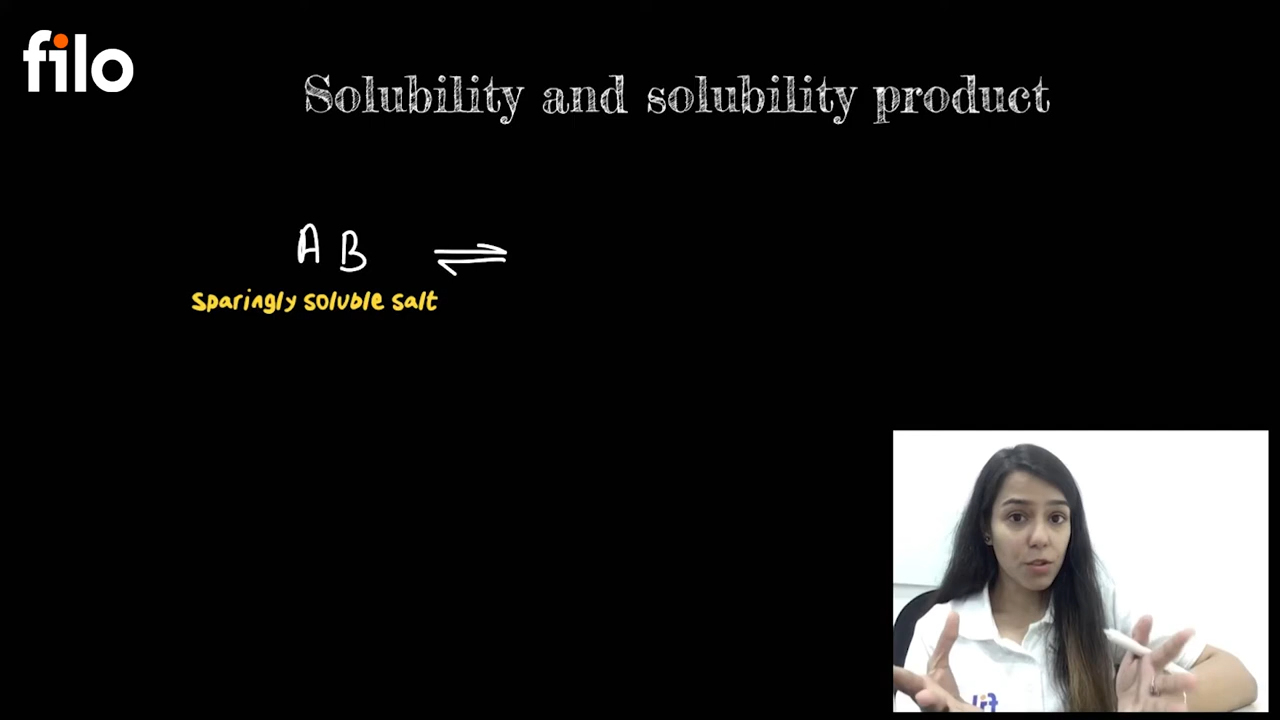 filo
Solubility and solubility product
A B ⇌
sparingly soluble salt